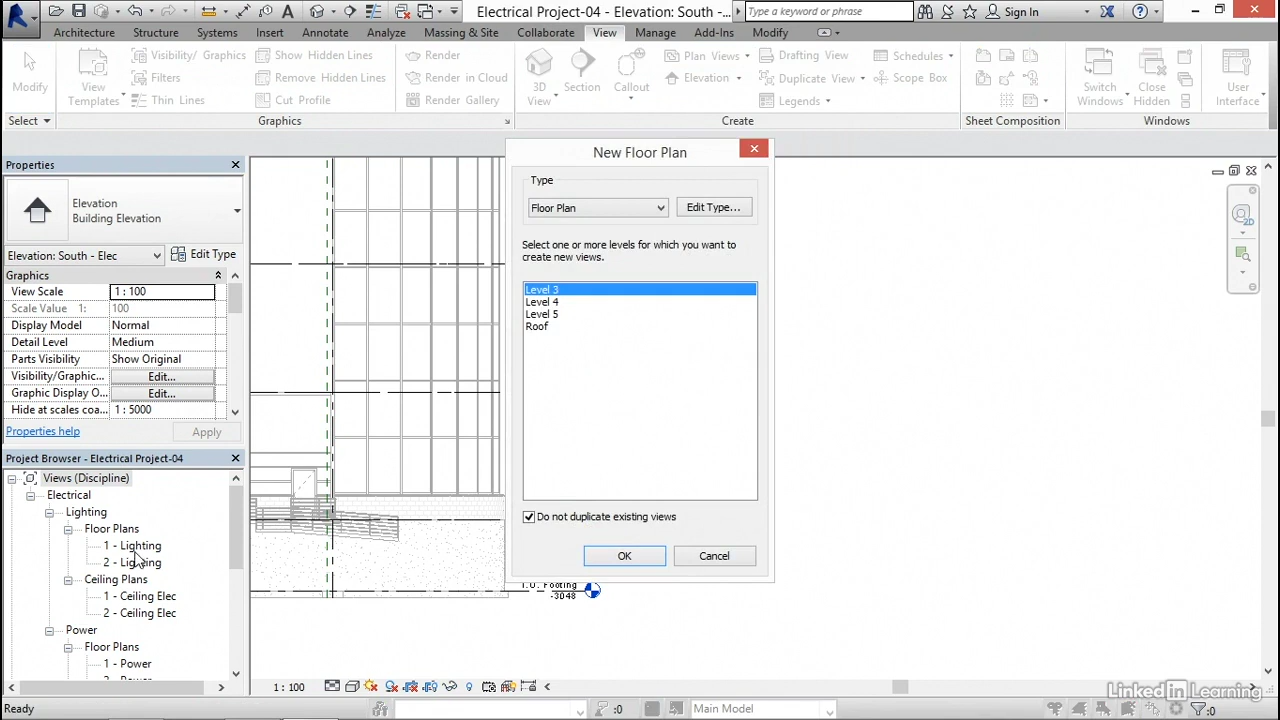 Electrical Project-04 - Elevation: South -...
Type a keyword or phrase
Sign In
Architecture Structure Systems Insert Annotate Analyze Massing & Site Collaborate View Manage Add-Ins Modify
Modify
View Templates
Visibility/ Graphics
Filters
Thin Lines
Show Hidden Lines
Remove Hidden Lines
Cut Profile
Render
Render in Cloud
Render Gallery
3D View
Section
Callout
Plan Views
Elevation
Drafting View
Duplicate View
Legends
Schedules
Scope Box
Switch Windows
Close Hidden
User Interface
Select Graphics Create Sheet Composition Windows
Properties
Elevation
Building Elevation
Elevation: South - Elec
Edit Type
Graphics
View Scale 1 : 100
Scale Value 1: 100
Display Model Normal
Detail Level Medium
Parts Visibility Show Original
Visibility/Graphic... Edit...
Graphic Display O... Edit...
Hide at scales coa... 1 : 5000
Properties help Apply
Project Browser - Electrical Project-04
Views (Discipline)
Electrical
Lighting
Floor Plans
1 - Lighting
2 - Lighting
Ceiling Plans
1 - Ceiling Elec
2 - Ceiling Elec
Power
Floor Plans
1 - Power
2 - Power
New Floor Plan
Type
Floor Plan
Edit Type...
Select one or more levels for which you want to
create new views.
Level 3
Level 4
Level 5
Roof
Do not duplicate existing views
OK Cancel
T.O. Footing
-3048
2D
1 : 100
Linked in Learning
Ready
:0
Main Model
:0